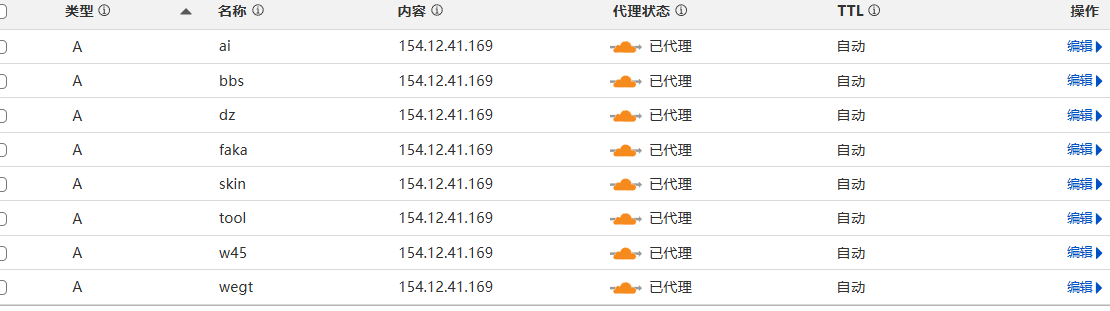 类型 名称 内容 代理状态 TTL 操作
A ai 154.12.41.169 已代理 自动 编辑
A bbs 154.12.41.169 已代理 自动 编辑
A dz 154.12.41.169 已代理 自动 编辑
A faka 154.12.41.169 已代理 自动 编辑
A skin 154.12.41.169 已代理 自动 编辑
A tool 154.12.41.169 已代理 自动 编辑
A w45 154.12.41.169 已代理 自动 编辑
A wegt 154.12.41.169 已代理 自动 编辑